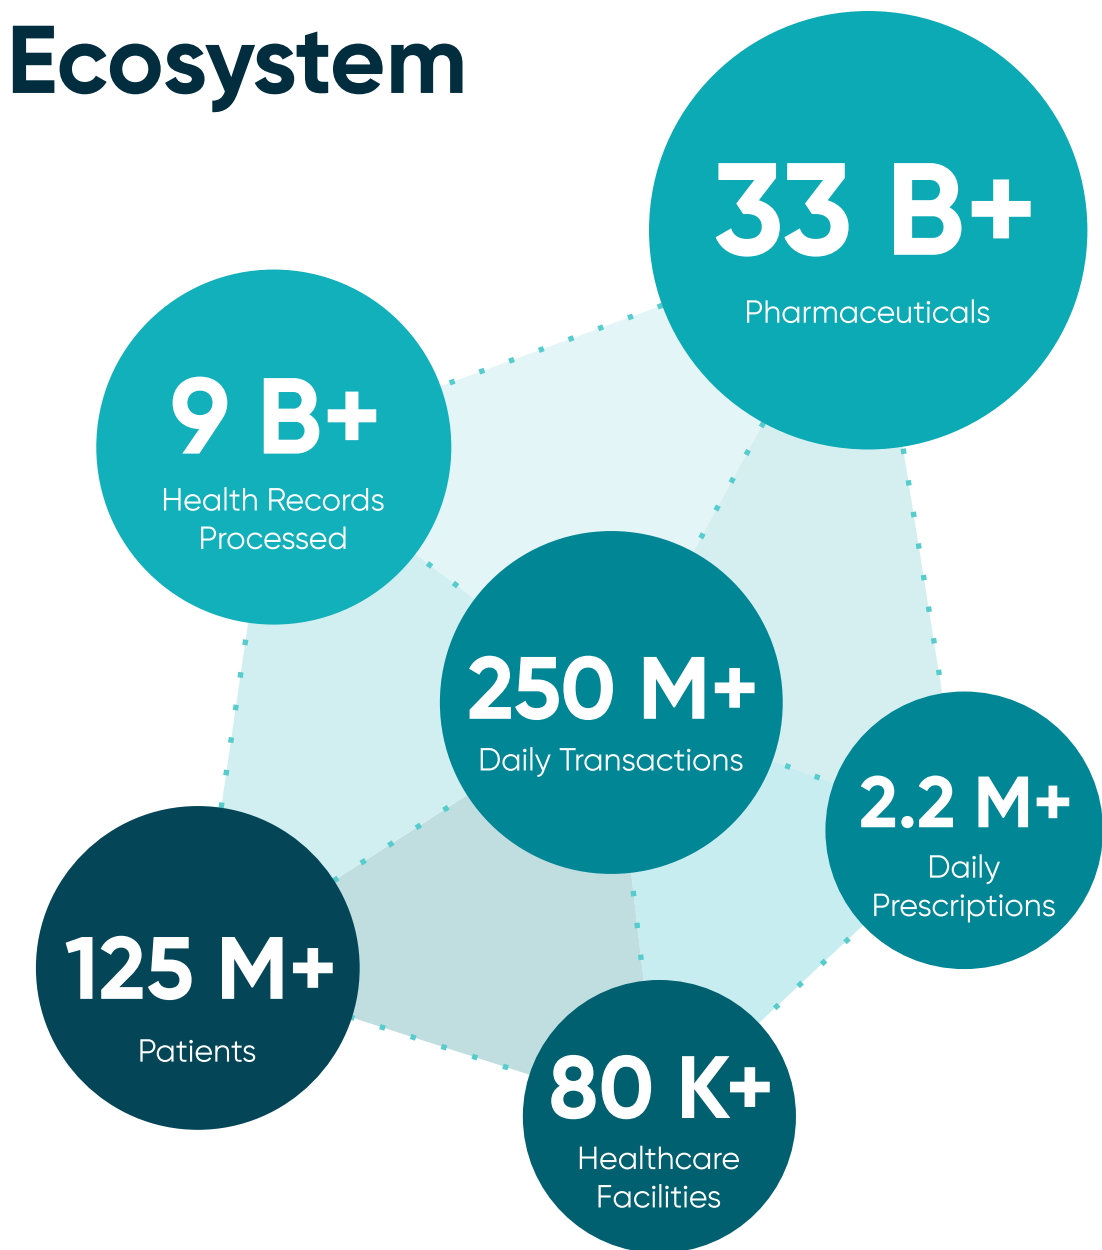 Ecosystem
33 B+
Pharmaceuticals
9 B+
Health Records
Processed
250 M+
Daily Transactions
2.2 M+
Daily
Prescriptions
125 M+
Patients
80 K+
Healthcare
Facilities